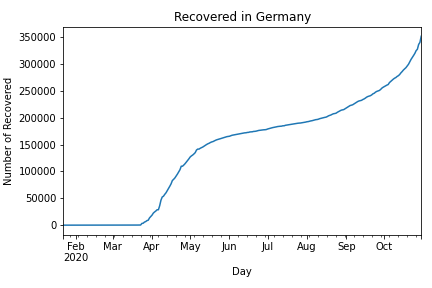 Recovered in Germany
Number of Recovered
350000
300000
250000
200000
150000
100000
50000
0
Feb Mar Apr May Jun Jul Aug Sep Oct
2020
Day